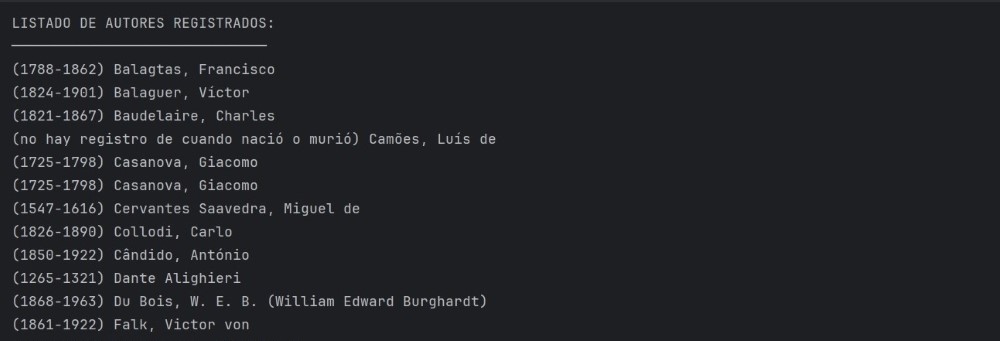 LISTADO DE AUTORES REGISTRADOS:
(1788-1862) Balagtas, Francisco
(1824-1901) Balaguer, Víctor
(1821-1867) Baudelaire, Charles
(no hay registro de cuando nació o murió) Camões, Luís de
(1725-1798) Casanova, Giacomo
(1725-1798) Casanova, Giacomo
(1547-1616) Cervantes Saavedra, Miguel de
(1826-1890) Collodi, Carlo
(1850-1922) Cândido, António
(1265-1321) Dante Alighieri
(1868-1963) Du Bois, W. E. B. (William Edward Burghardt)
(1861-1922) Falk, Victor von